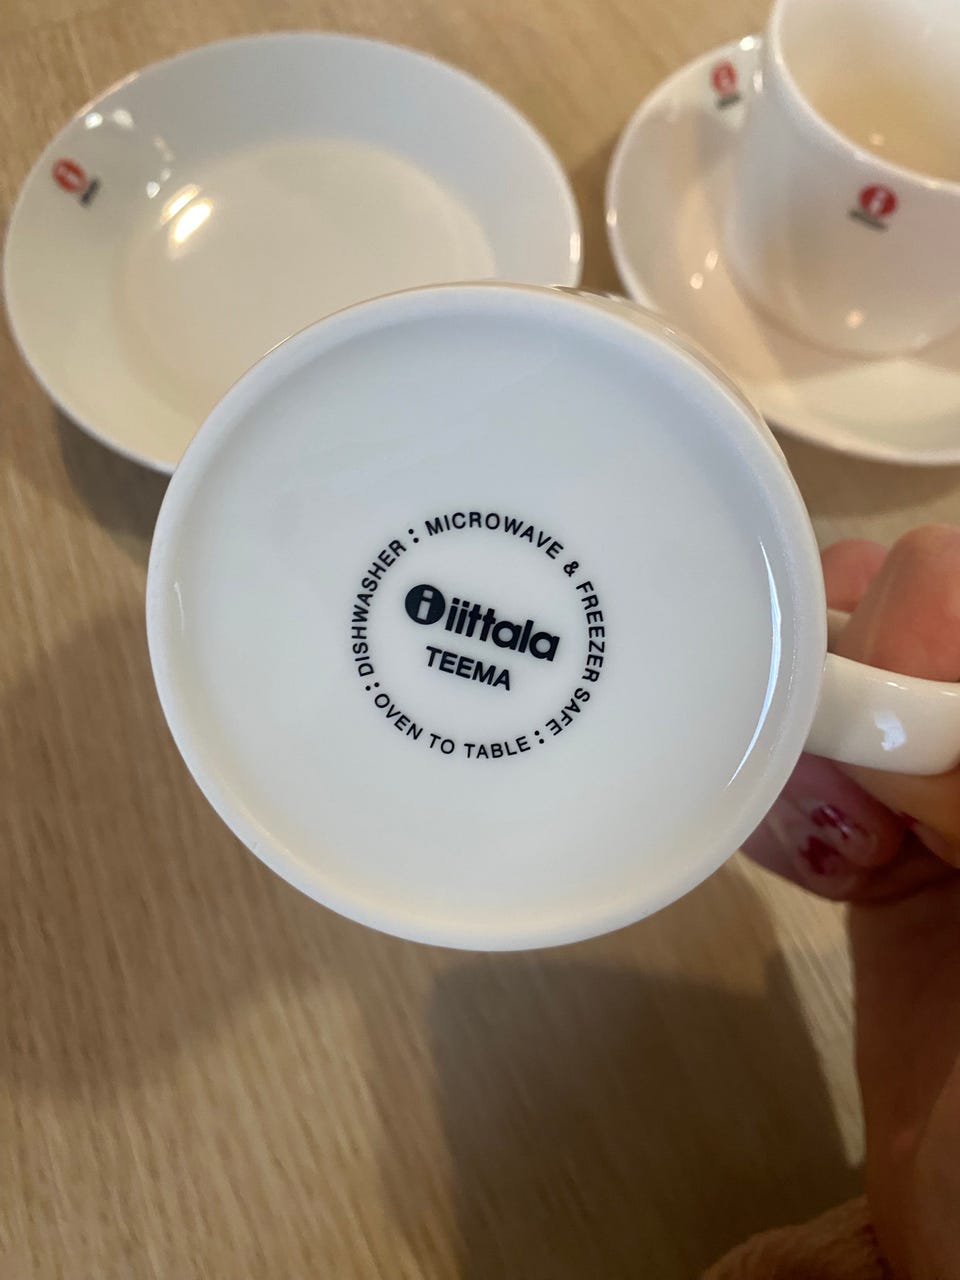 i
i
i
: MICROWAVE & FREEZER SAFE : OVEN TO TABLE : DISHWASHER
i iittala
TEEMA